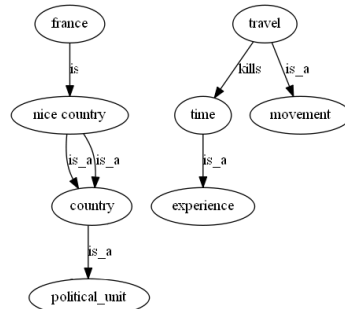 france
travel
is
kills
is_a
nice country
time
movement
is_a
is_a
is_a
country
experience
is_a
political_unit